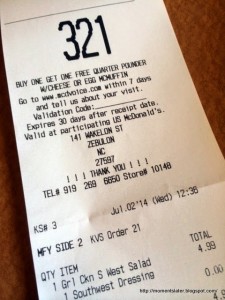 321
BUY ONE GET ONE FREE QUARTER POUNDER
W/CHEESE OR EGG MCMUFFIN
Go to www.mcdvoice.com within 7 days
and tell us about your visit.
Validation Code:
Expires 30 days after receipt date.
Valid at participating US McDonald's.
141 WAKELON ST
ZEBULON
NC
27597
! ! ! THANK YOU ! ! !
TEL# 919 269 5650 Store# 10148
KS# 3 Jul.02'14 (Wed) 12:38
MFY SIDE 2 KVS Order 21
QTY ITEM TOTAL
1 Grl Ckn S West Salad 4.99
1 Southwest Dressing 0.00
http://momentslater.blogspot.com/